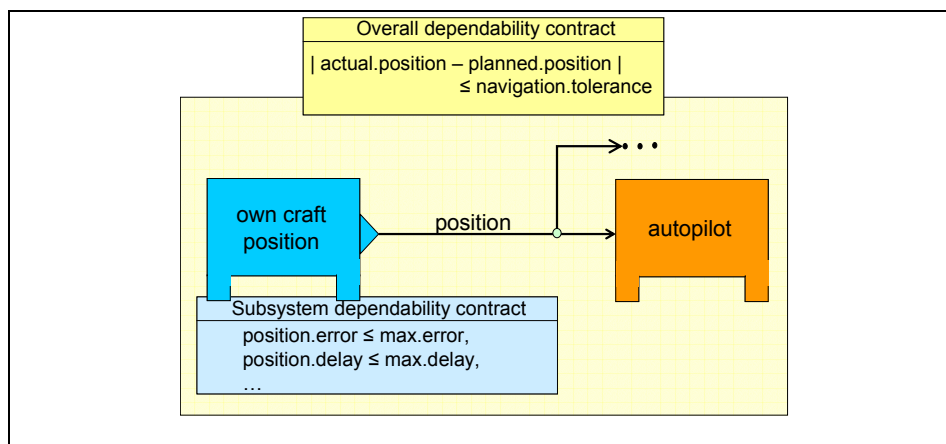 Overall dependability contract
| actual.position – planned.position |
≤ navigation.tolerance
• • •
own craft
position
position
autopilot
Subsystem dependability contract
position.error ≤ max.error,
position.delay ≤ max.delay,
…